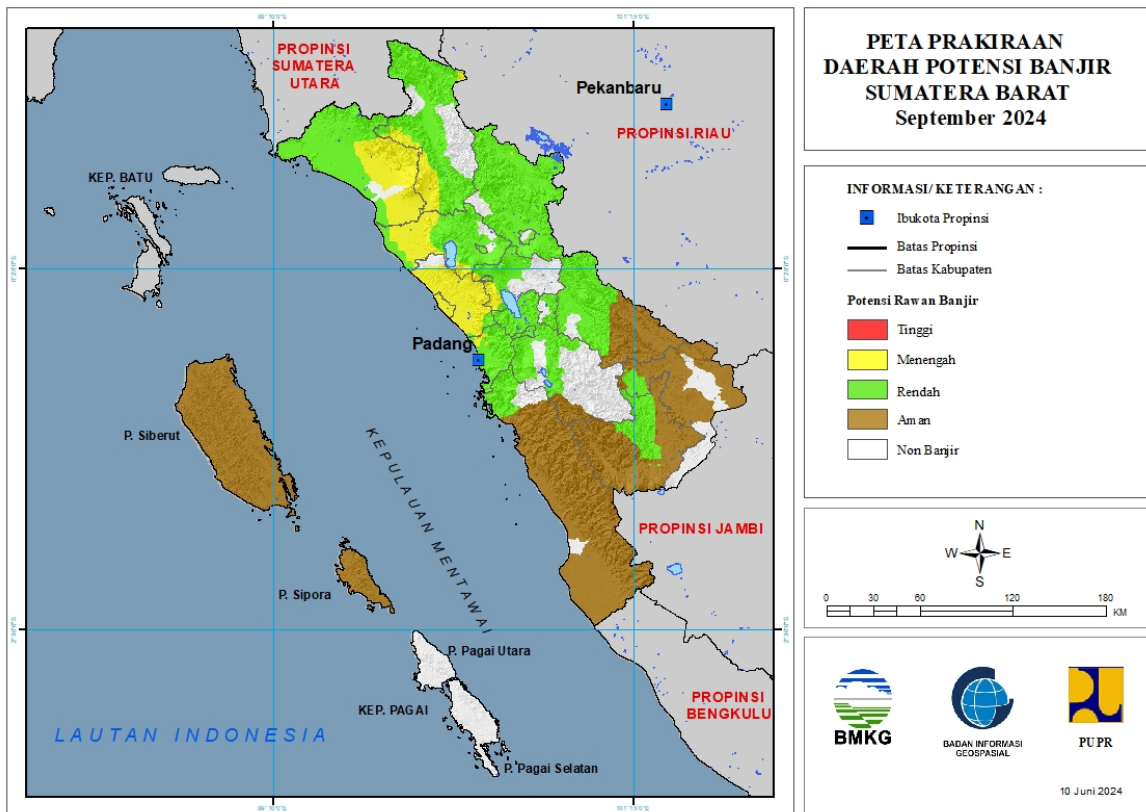 PROPINSI
SUMATERA
UTARA
Pekanbaru
PROPINSI RIAU
KEP. BATU
Padang
P. Siberut
KEPULAUAN MENTAWAI
PROPINSI JAMBI
P. Sipora
P. Pagai Utara
KEP. PAGAI
PROPINSI
BENGKULU
LAUTAN INDONESIA
P. Pagai Selatan
PETA PRAKIRAAN
DAERAH POTENSI BANJIR
SUMATERA BARAT
September 2024
INFORMASI/ KETERANGAN :
Ibukota Propinsi
Batas Propinsi
Batas Kabupaten
Potensi Rawan Banjir
Tinggi
Menengah
Rendah
Aman
Non Banjir
N
W E
S
0 30 60 120 180
KM
BMKG
BADAN INFORMASI
GEOSPASIAL
PUPR
10 Juni 2024